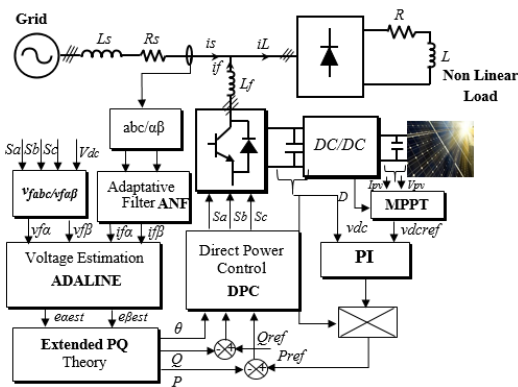 Grid
Ls
Rs
is
iL
if
Lf
R
L
Non Linear
Load
abc/αβ
Sa
Sb
Sc
Vdc
vfabc/vfaβ
Adaptative
Filter ANF
DC/DC
D
Ipv
Vpv
MPPT
vdc
vdcref
PI
vfα
vfβ
ifα
ifβ
Sa
Sb
Sc
Voltage Estimation
ADALINE
Direct Power
Control
DPC
eαest
eβest
Extended PQ
Theory
θ
Q
P
Qref
Pref
-
+
-
+